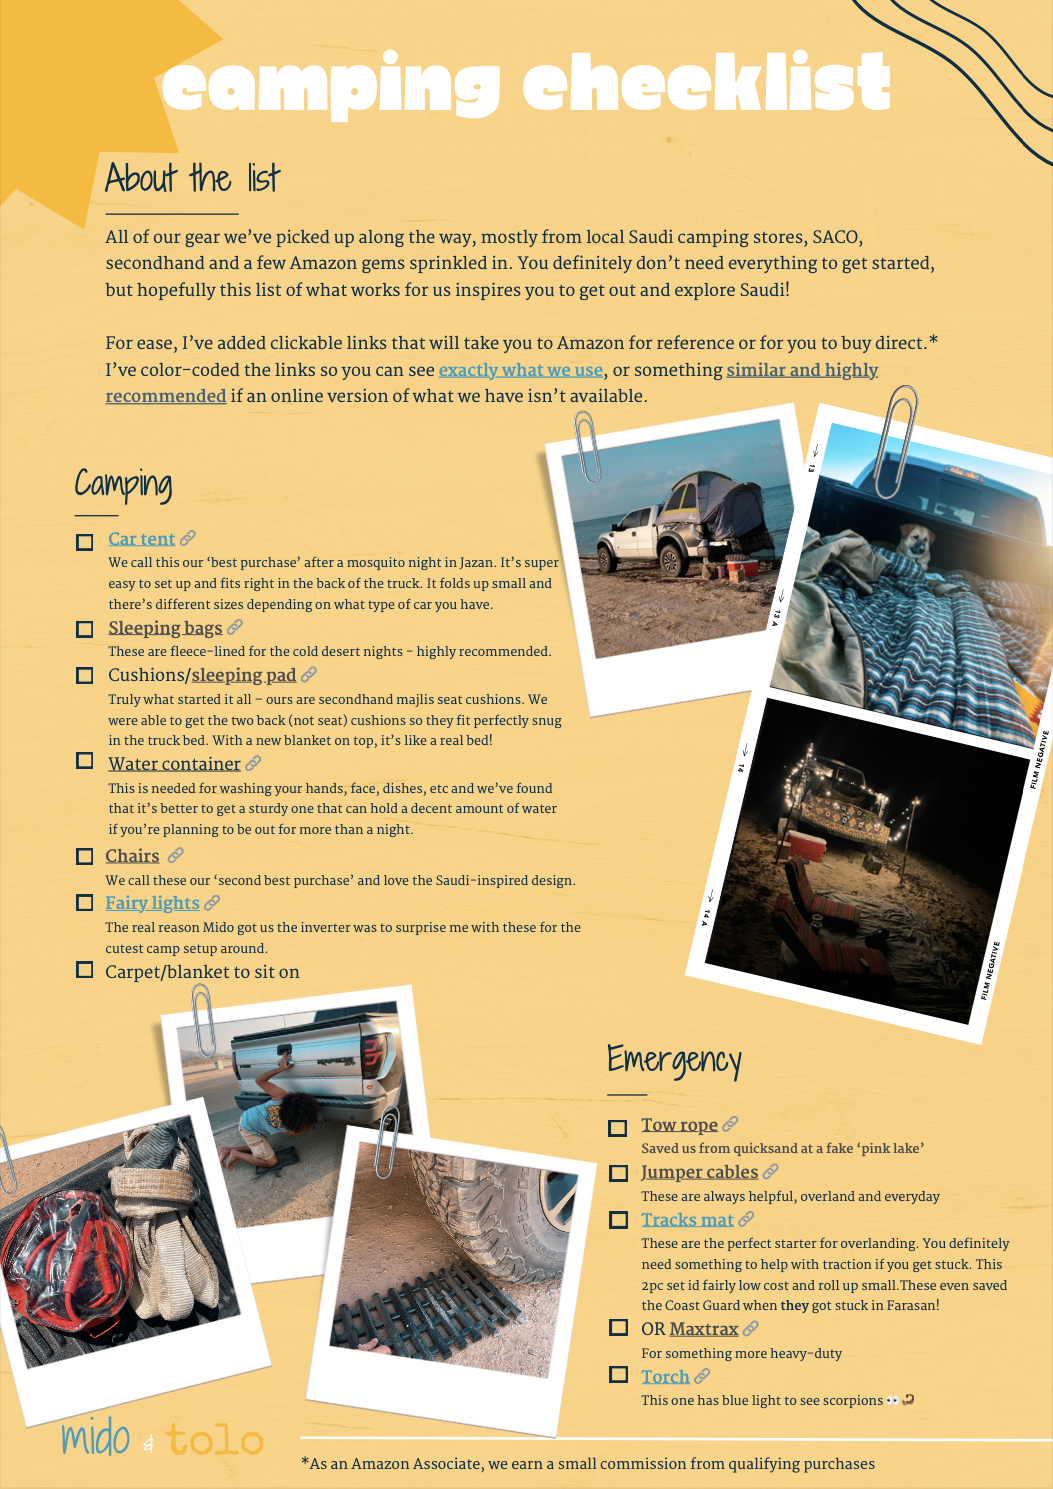 camping checklist
About the list
All of our gear we've picked up along the way, mostly from local Saudi camping stores, SACO,
secondhand and a few Amazon gems sprinkled in. You definitely don't need everything to get started,
but hopefully this list of what works for us inspires you to get out and explore Saudi!
For ease, I've added clickable links that will take you to Amazon for reference or for you to buy direct.*
I've color-coded the links so you can see exactly what we use, or something similar and highly
recommended if an online version of what we have isn't available.
Camping
Car tent
We call this our 'best purchase' after a mosquito night in Jazan. It's super
easy to set up and fits right in the back of the truck. It folds up small and
there's different sizes depending on what type of car you have.
Sleeping bags
These are fleece-lined for the cold desert nights - highly recommended.
Cushions/sleeping pad
Truly what started it all – ours are secondhand majlis seat cushions. We
were able to get the two back (not seat) cushions so they fit perfectly snug
in the truck bed. With a new blanket on top, it's like a real bed!
Water container
This is needed for washing your hands, face, dishes, etc and we've found
that it's better to get a sturdy one that can hold a decent amount of water
if you're planning to be out for more than a night.
Chairs
We call these our 'second best purchase' and love the Saudi-inspired design.
Fairy lights
The real reason Mido got us the inverter was to surprise me with these for the
cutest camp setup around.
Carpet/blanket to sit on
13
13 A
14
14 A
FILM NEGATIVE
FILM NEGATIVE
Emergency
Tow rope
Saved us from quicksand at a fake 'pink lake'
Jumper cables
These are always helpful, overland and everyday
Tracks mat
These are the perfect starter for overlanding. You definitely
need something to help with traction if you get stuck. This
2pc set id fairly low cost and roll up small.These even saved
the Coast Guard when they got stuck in Farasan!
OR Maxtrax
For something more heavy-duty
Torch
This one has blue light to see scorpions 👀🦂
mido & tolo
*As an Amazon Associate, we earn a small commission from qualifying purchases